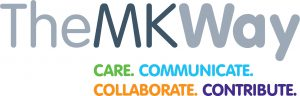 TheMKWay
CARE. COMMUNICATE.
COLLABORATE. CONTRIBUTE.